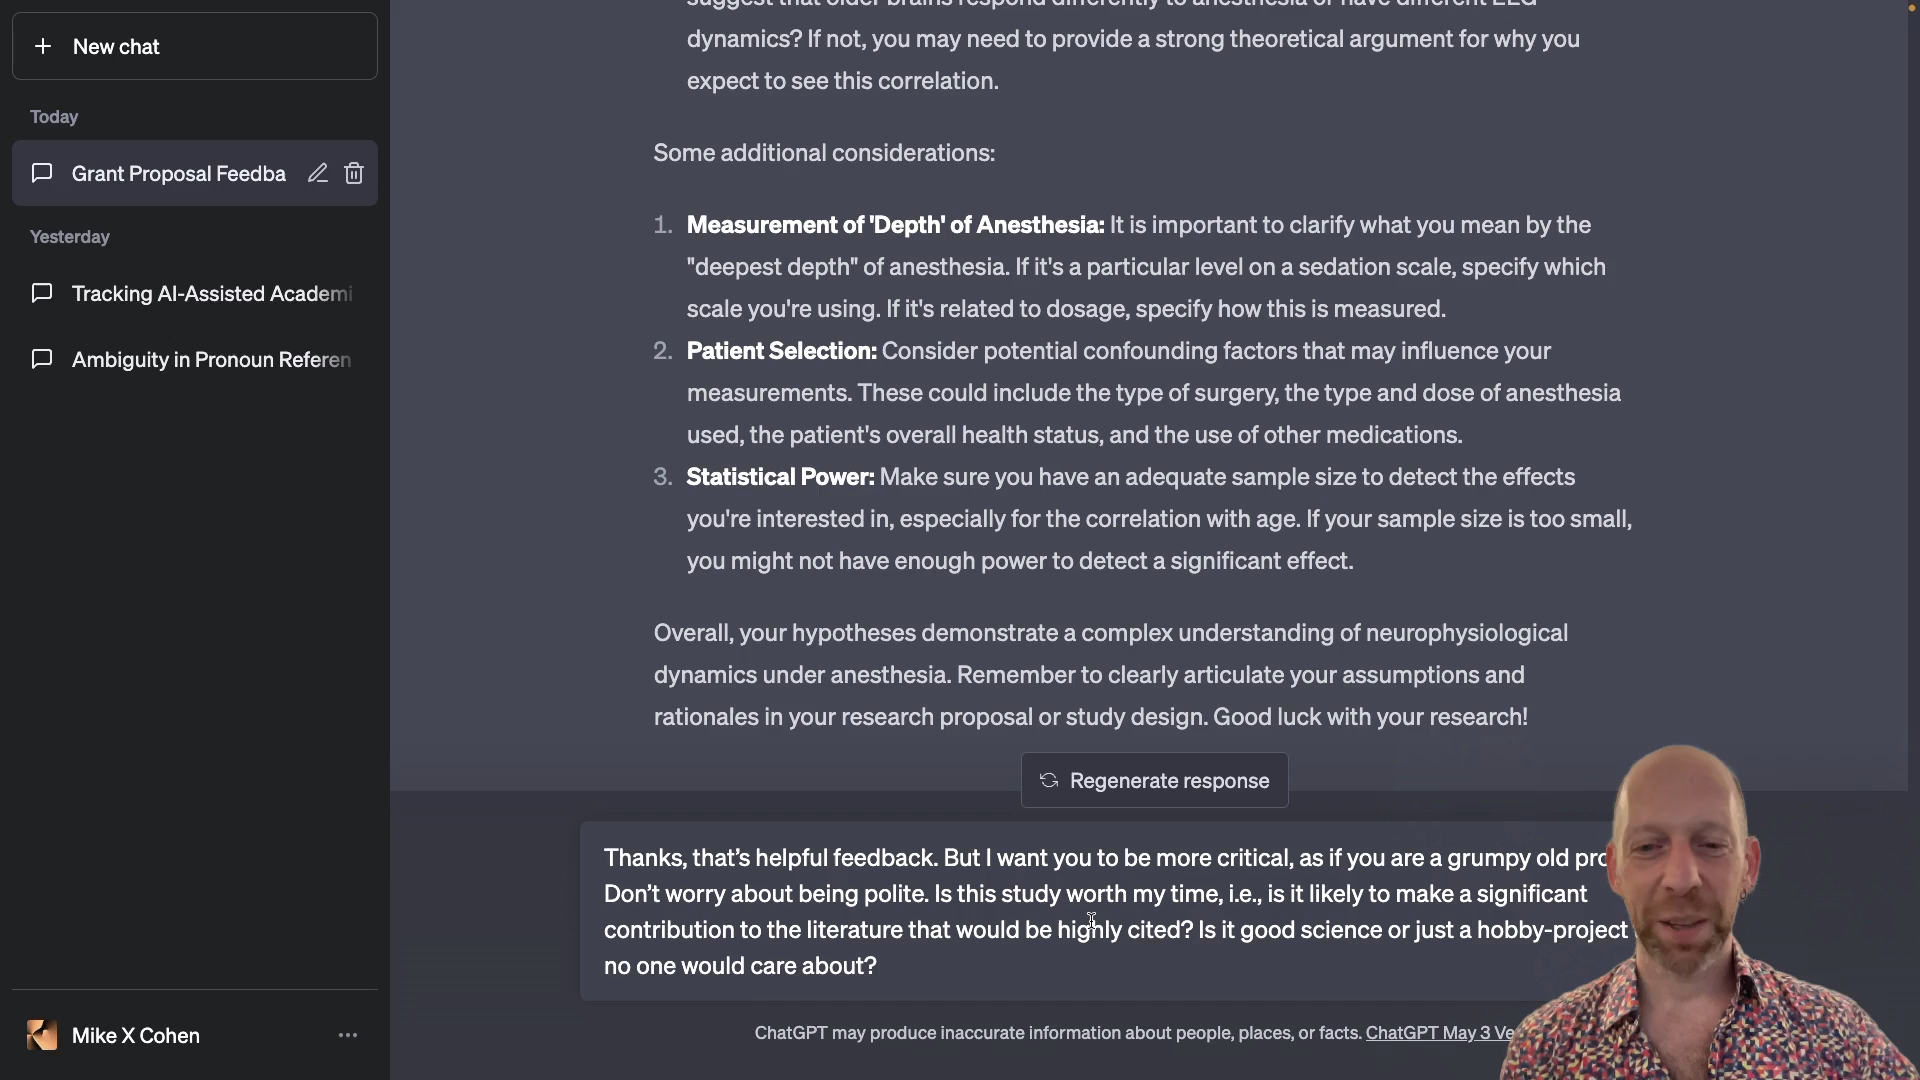 New chat
Today
Grant Proposal Feedba
Yesterday
Tracking AI-Assisted Academi
Ambiguity in Pronoun Referen
Mike X Cohen
suggest that older brains respond differently to anesthesia or have different EEG
dynamics? If not, you may need to provide a strong theoretical argument for why you
expect to see this correlation.
Some additional considerations:
1. Measurement of 'Depth' of Anesthesia: It is important to clarify what you mean by the
"deepest depth" of anesthesia. If it's a particular level on a sedation scale, specify which
scale you're using. If it's related to dosage, specify how this is measured.
2. Patient Selection: Consider potential confounding factors that may influence your
measurements. These could include the type of surgery, the type and dose of anesthesia
used, the patient's overall health status, and the use of other medications.
3. Statistical Power: Make sure you have an adequate sample size to detect the effects
you're interested in, especially for the correlation with age. If your sample size is too small,
you might not have enough power to detect a significant effect.
Overall, your hypotheses demonstrate a complex understanding of neurophysiological
dynamics under anesthesia. Remember to clearly articulate your assumptions and
rationales in your research proposal or study design. Good luck with your research!
Regenerate response
Thanks, that's helpful feedback. But I want you to be more critical, as if you are a grumpy old
Don't worry about being polite. Is this study worth my time, i.e., is it likely to make a significant
contribution to the literature that would be highly cited? Is it good science or just a hobby-project
no one would care about?
ChatGPT may produce inaccurate information about people, places, or facts. ChatGPT May 3